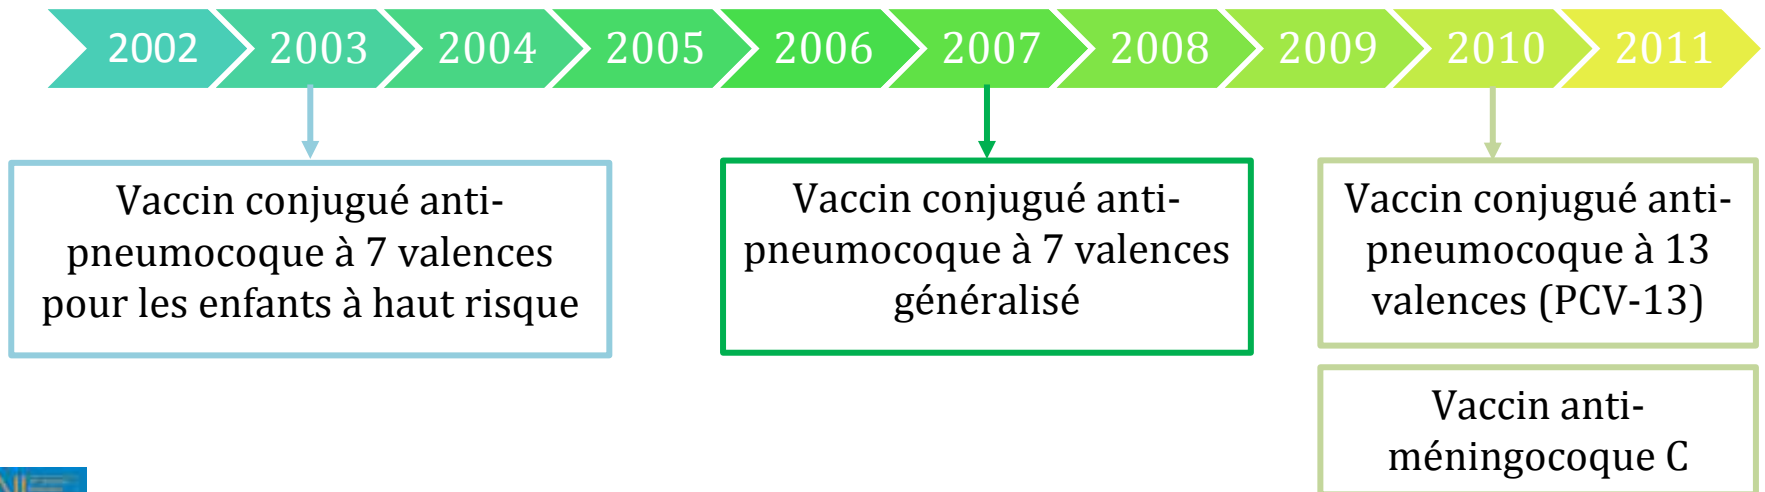 2002 2003 2004 2005 2006 2007 2008 2009 2010 2011
Vaccin conjugué anti-
pneumocoque à 7 valences
pour les enfants à haut risque
Vaccin conjugué anti-
pneumocoque à 7 valences
généralisé
Vaccin conjugué anti-
pneumocoque à 13
valences (PCV-13)
Vaccin anti-
méningocoque C